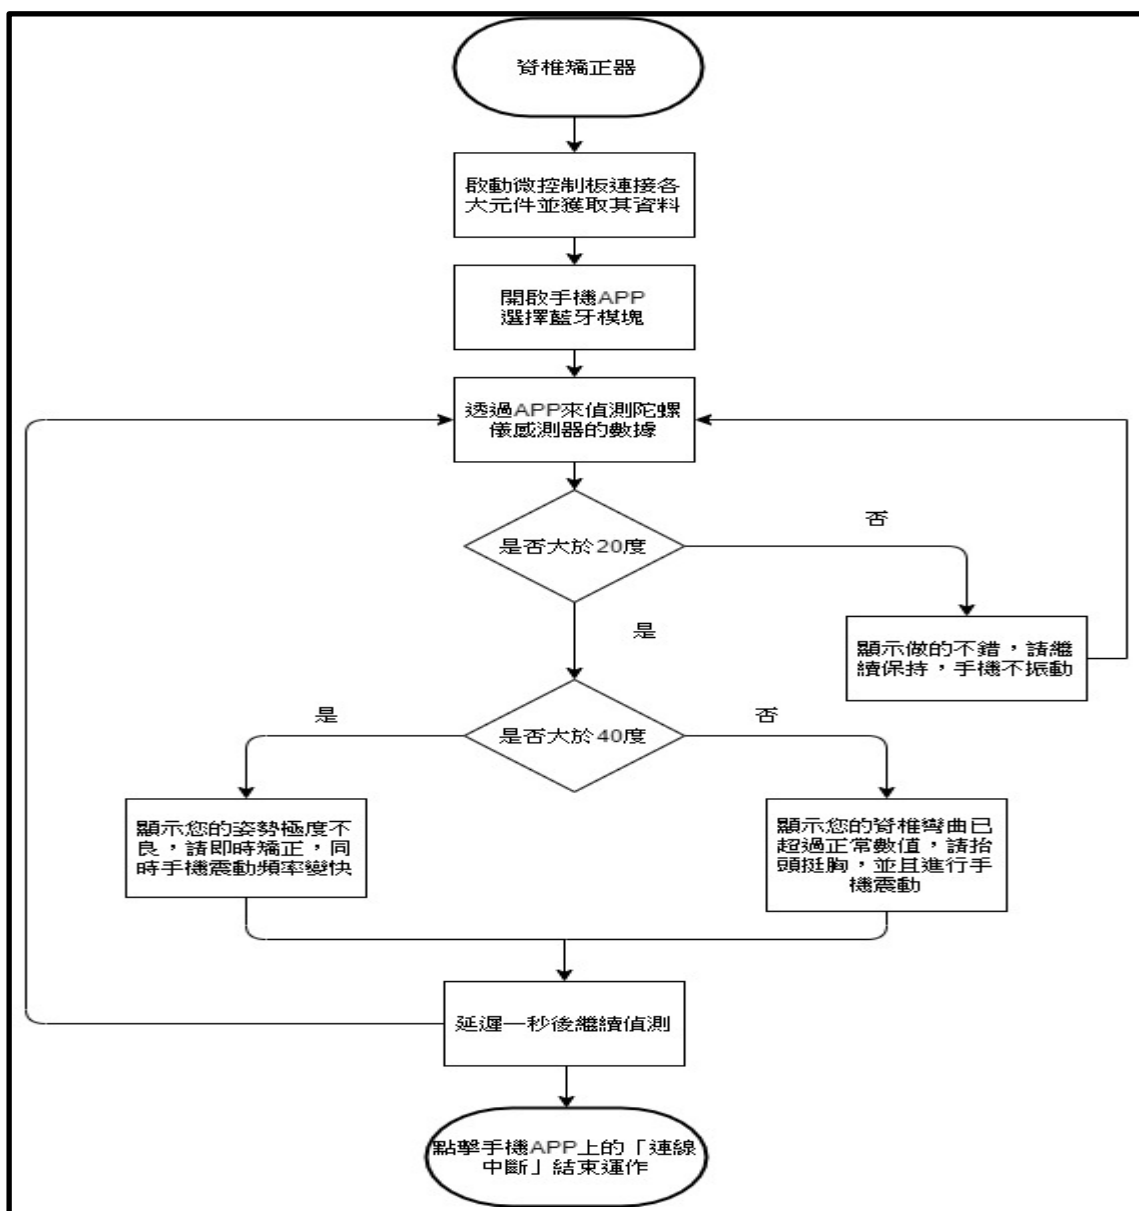 脊椎矯正器
啟動微控制板連接各
大元件並獲取其資料
開啟手機APP
選擇藍牙模塊
透過APP來偵測陀螺
儀感測器的數據
是否大於20度
否
是
顯示做的不錯，請繼
續保持，手機不振動
是否大於40度
是
否
顯示您的姿勢極度不
良，請即時矯正，同
時手機震動頻率變快
顯示您的脊椎彎曲已
超過正常數值，請抬
頭挺胸，並且進行手
機震動
延遲一秒後繼續偵測
點擊手機APP上的「連線
中斷」結束運作